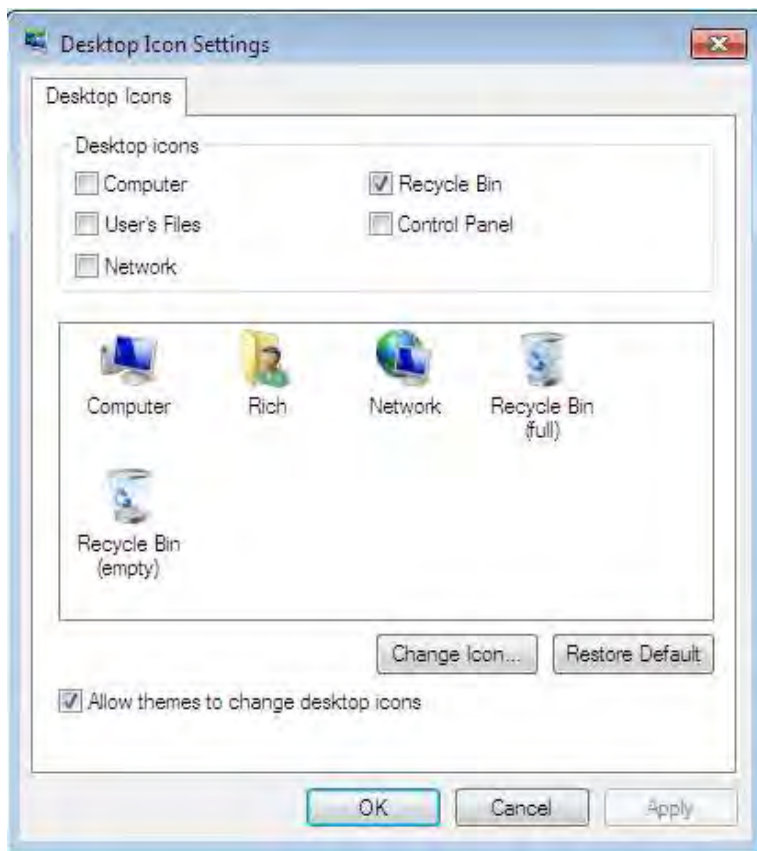 Desktop Icon Settings
Desktop Icons
Desktop icons
Computer
Recycle Bin
User's Files
Control Panel
Network
Computer
Rich
Network
Recycle Bin
(full)
Recycle Bin
(empty)
Change Icon...
Restore Default
Allow themes to change desktop icons
OK
Cancel
Apply